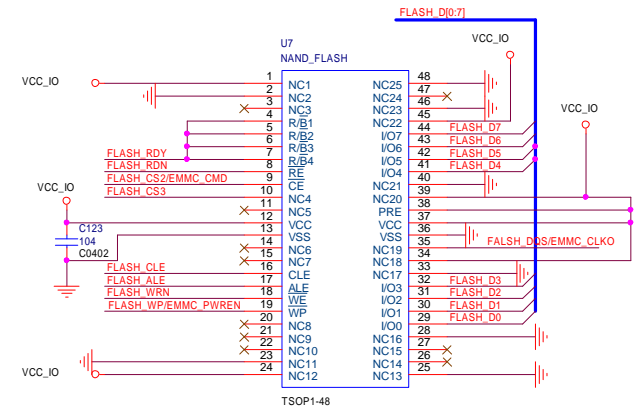 FLASH_D[0:7]
U7
NAND_FLASH
VCC_IO
VCC_IO
VCC_IO
1 NC1 NC25 48
2 NC2 NC24 47
3 NC3 NC23 46
4 R/B1 NC22 45
5 R/B2 I/O7 44 FLASH_D7
6 R/B3 I/O6 43 FLASH_D6
FLASH_RDY 7 R/B4 I/O5 42 FLASH_D5
FLASH_RDN 8 RE I/O4 41 FLASH_D4
FLASH_CS2/EMMC_CMD 9 CE NC21 40
FLASH_CS3 10 NC4 NC20 39
VCC_IO
11 NC5 PRE 38
12 VCC VCC 37
13 VSS VSS 36
14 NC6 NC19 35 FALSH_DQS/EMMC_CLKO
15 NC7 NC18 34
C123
104
C0402
FLASH_CLE 16 CLE NC17 33
FLASH_ALE 17 ALE I/O3 32 FLASH_D3
FLASH_WRN 18 WE I/O2 31 FLASH_D2
FLASH_WP/EMMC_PWREN 19 WP I/O1 30 FLASH_D1
20 NC8 I/O0 29 FLASH_D0
21 NC9 NC16 28
22 NC10 NC15 27
23 NC11 NC14 26
VCC_IO 24 NC12 NC13 25
TSOP1-48